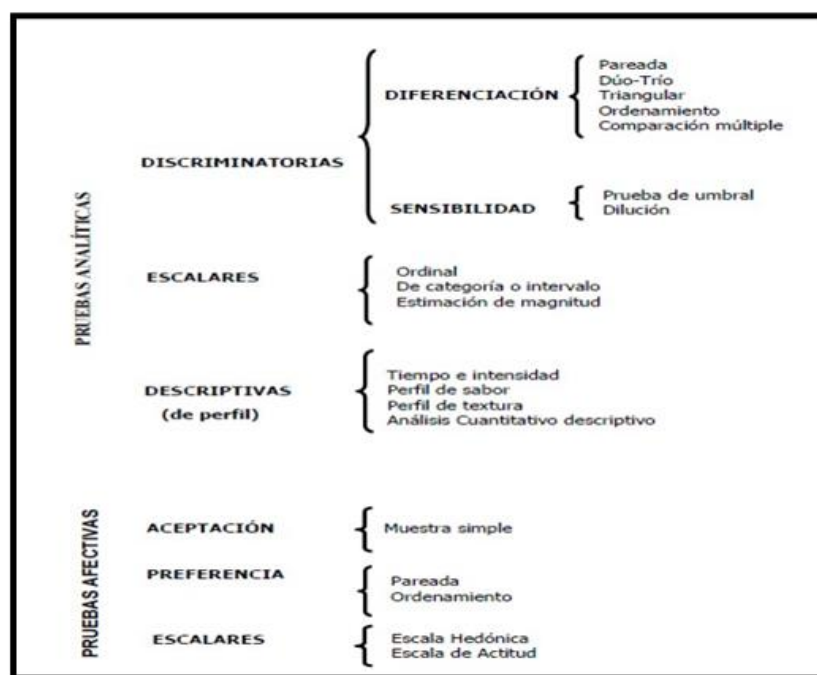 PRUEBAS ANALÍTICAS
DISCRIMINATORIAS
DIFERENCIACIÓN
Pareada
Dúo-Trío
Triangular
Ordenamiento
Comparación múltiple
SENSIBILIDAD
Prueba de umbral
Dilución
ESCALARES
Ordinal
De categoría o intervalo
Estimación de magnitud
DESCRIPTIVAS
(de perfil)
Tiempo e intensidad
Perfil de sabor
Perfil de textura
Análisis Cuantitativo descriptivo
PRUEBAS AFECTIVAS
ACEPTACIÓN
Muestra simple
PREFERENCIA
Pareada
Ordenamiento
ESCALARES
Escala Hedónica
Escala de Actitud